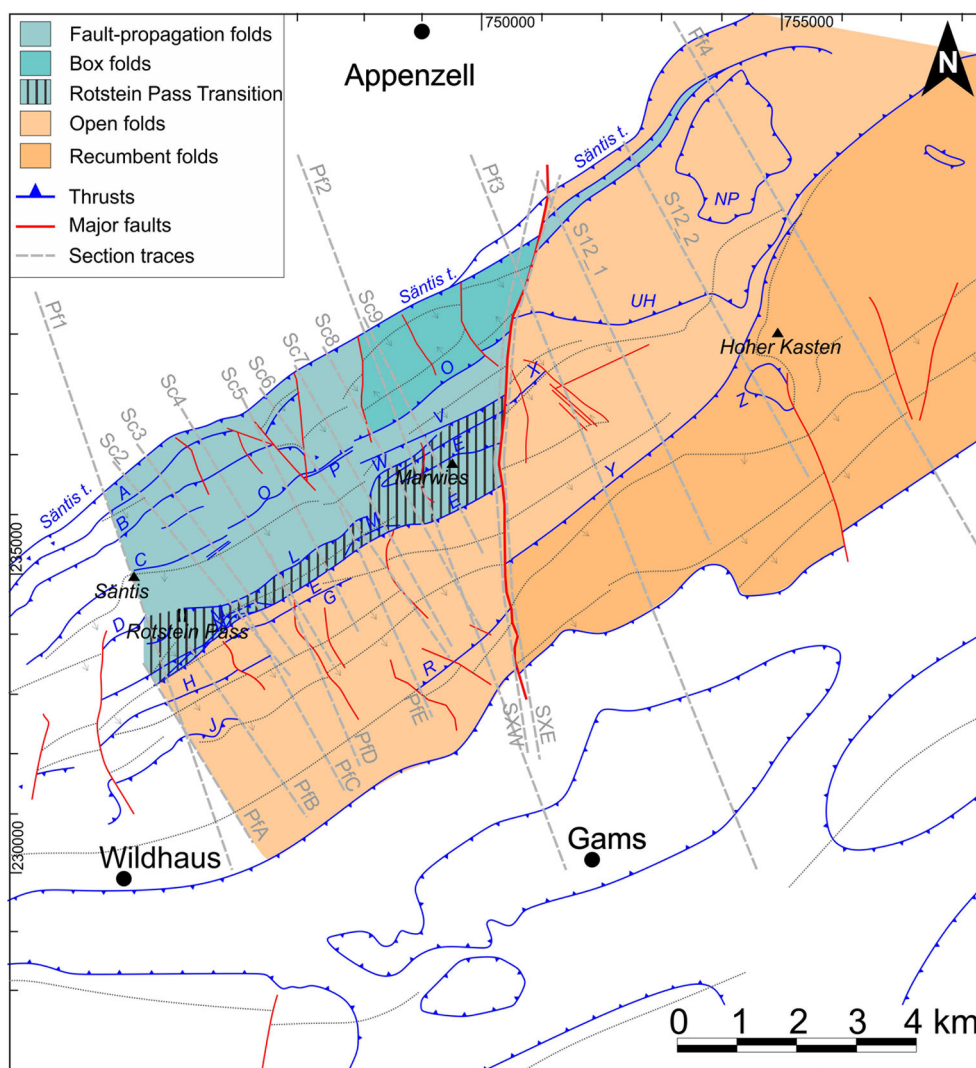 Fault-propagation folds
Box folds
Rotstein Pass Transition
Open folds
Recumbent folds
Thrusts
Major faults
Section traces
750000
755000
N
Appenzell
Pf4
Säntis t.
Pf2
Pf3
NP
S12_1
S12_2
Säntis t.
UH
Pf1
Sc9
Sc8
Sc7
Sc6
Sc5
Sc4
Sc3
Sc2
Hoher Kasten
O
X
Z
V
P
W
E
Marwies
Säntis t.
A
B
O
Y
M
E
235000
C
L
E
G
Säntis
D
N
Rotstein Pass
K
H
R
J
PfE
SXW
SXE
PfD
PfC
PfB
PfA
230000
Wildhaus
Gams
0 1 2 3 4 km